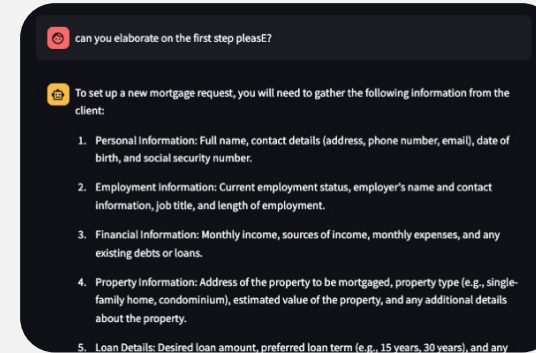 can you elaborate on the first step pleasE?
To set up a new mortgage request, you will need to gather the following information from the
client:
1. Personal Information: Full name, contact details (address, phone number, email), date of
birth, and social security number.
2. Employment Information: Current employment status, employer's name and contact
information, job title, and length of employment.
3. Financial Information: Monthly income, sources of income, monthly expenses, and any
existing debts or loans.
4. Property Information: Address of the property to be mortgaged, property type (e.g., single-
family home, condominium), estimated value of the property, and any additional details
about the property.
5. Loan Details: Desired loan amount, preferred loan term (e.g., 15 years, 30 years), and any